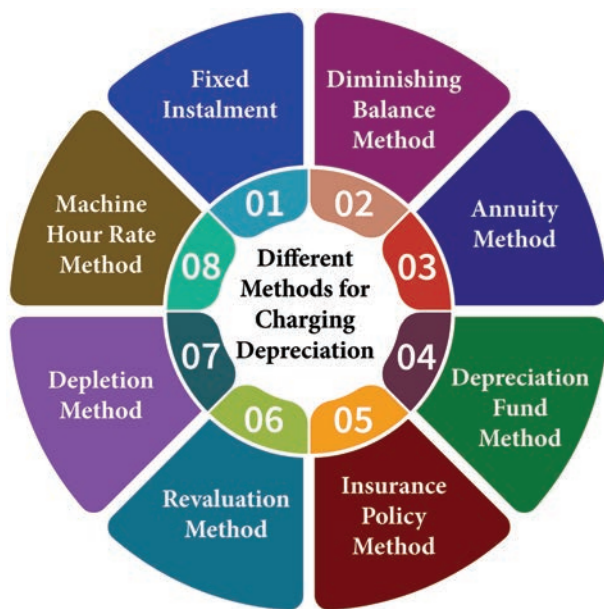 Different
Methods for
Charging
Depreciation
01
Fixed
Instalment
02
Diminishing
Balance
Method
03
Annuity
Method
04
Depreciation
Fund
Method
05
Insurance
Policy
Method
06
Revaluation
Method
07
Depletion
Method
08
Machine
Hour Rate
Method